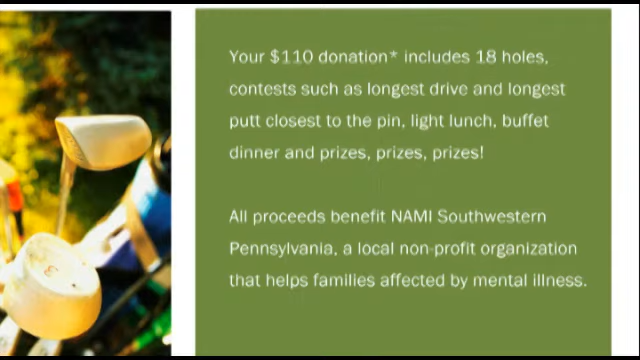 Your $110 donation* includes 18 holes,
contests such as longest drive and longest
putt closest to the pin, light lunch, buffet
dinner and prizes, prizes, prizes!
All proceeds benefit NAMI Southwestern
Pennsylvania, a local non-profit organization
that helps families affected by mental illness.
3